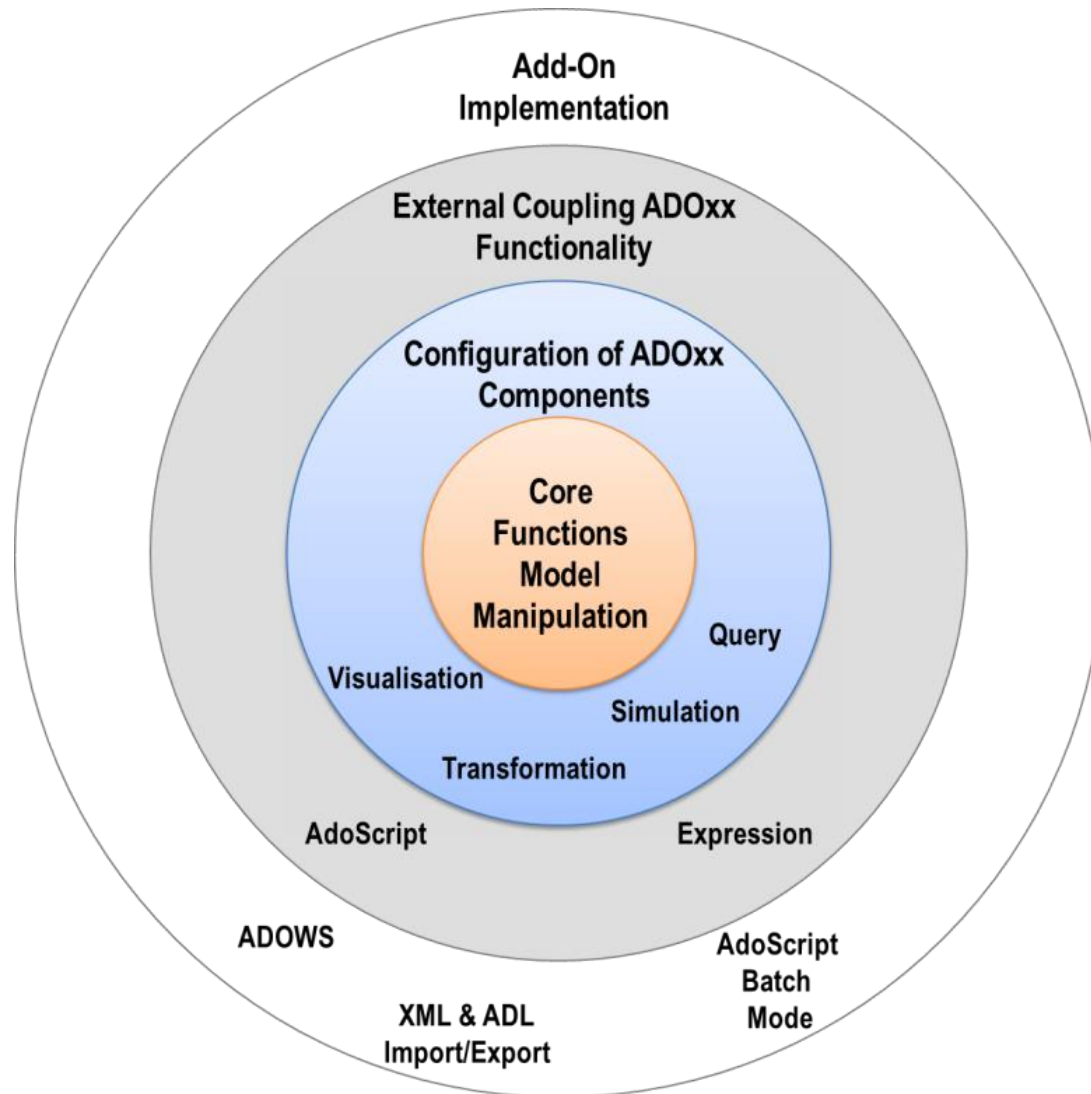 Add-On
Implementation
External Coupling ADOxx
Functionality
Configuration of ADOxx
Components
Core
Functions
Model
Manipulation
Query
Visualisation
Simulation
Transformation
AdoScript
Expression
ADOWS
AdoScript
Batch
Mode
XML & ADL
Import/Export